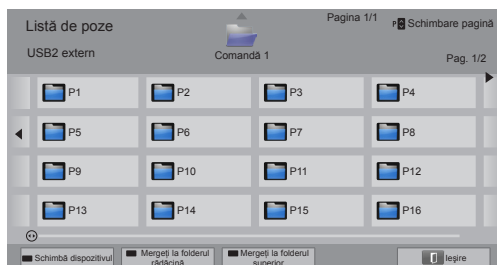 Listă de poze
Pagina 1/1
P Schimbare pagină
USB2 extern
Comandă 1
Pag. 1/2
P1 P2 P3 P4
P5 P6 P7 P8
P9 P10 P11 P12
P13 P14 P15 P16
Schimbă dispozitivul
Mergeți la folderul
rădăcină
Mergeți la folderul
superior
Ieşire